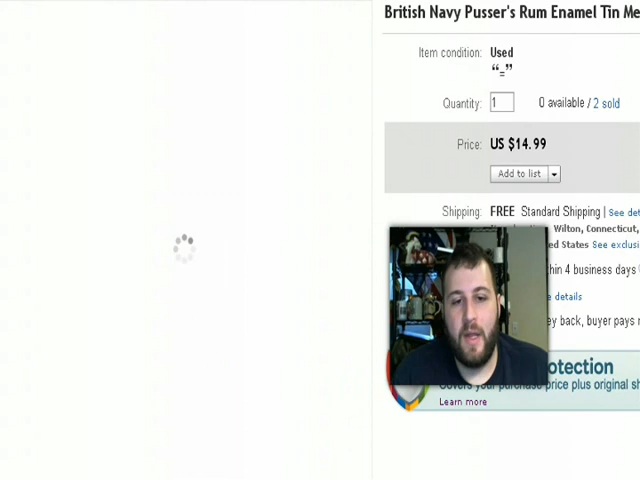 British Navy Pusser's Rum Enamel Tin Me
Item condition: Used
“=”
Quantity: 1 0 available / 2 sold
Price: US $14.99
Add to list
Shipping: FREE Standard Shipping | See det
Wilton, Connecticut,
ed States See exclusi
hin 4 business days
e details
ey back, buyer pays r
otection
Covers your purchase price plus original sh
Learn more